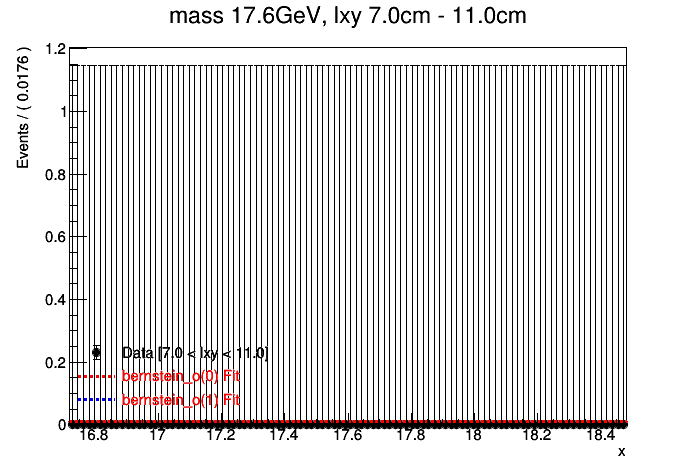 mass 17.6GeV, lxy 7.0cm - 11.0cm
Events / ( 0.0176 )
1.2
1
0.8
0.6
0.4
0.2
0
Data [7.0 < lxy < 11.0]
bernstein_o(0) Fit
bernstein_o(1) Fit
16.8 17 17.2 17.4 17.6 17.8 18 18.2 18.4
x